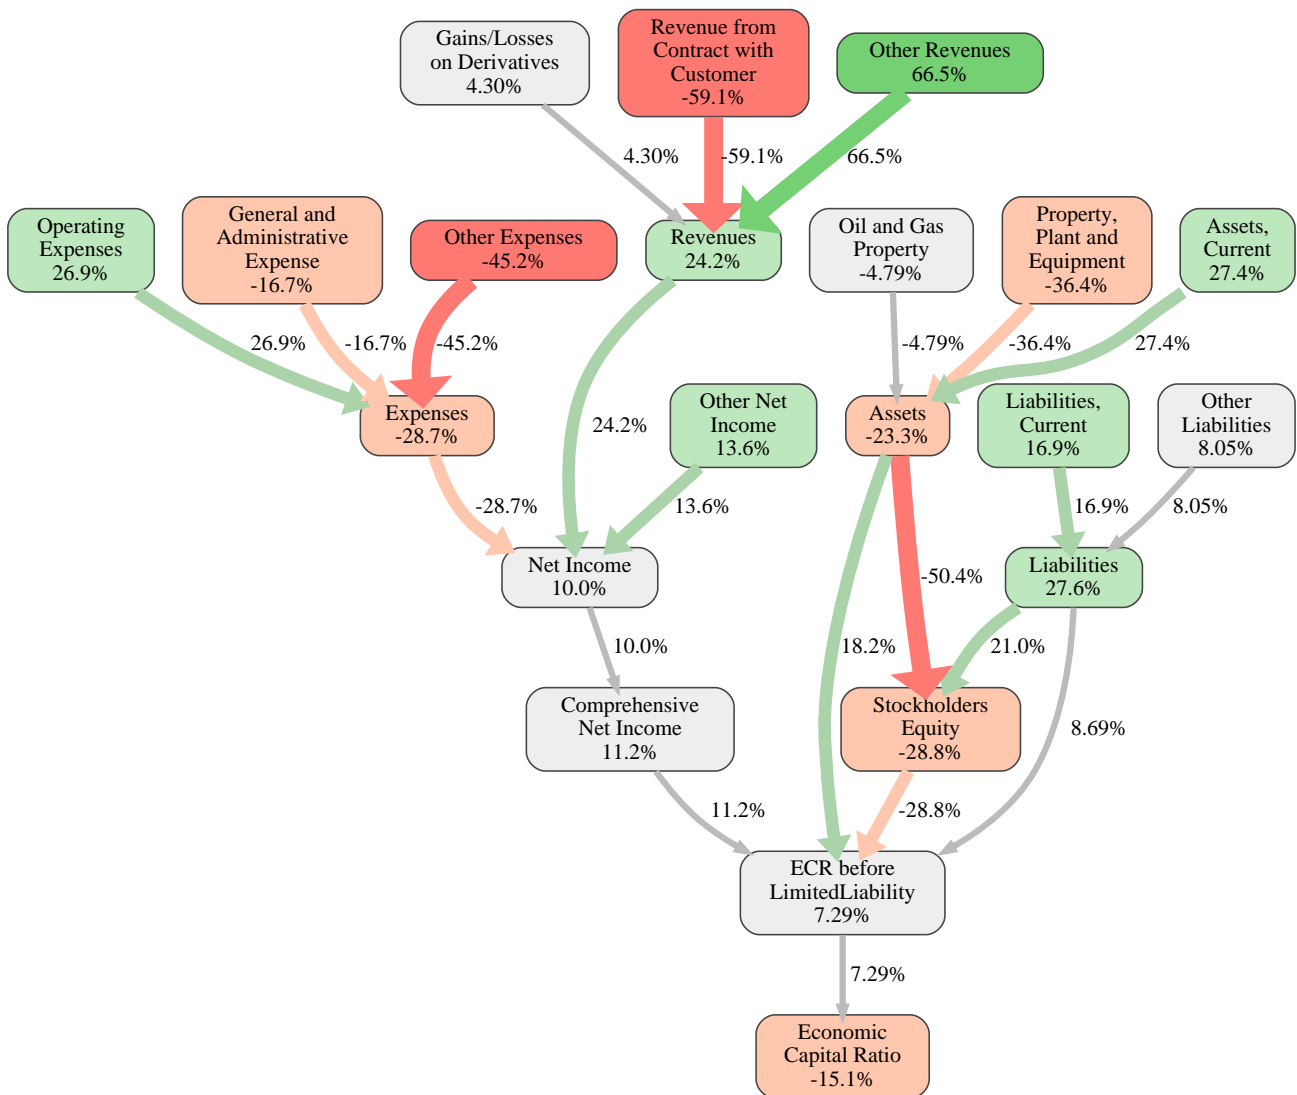 Gains/Losses
on Derivatives
4.30%
Revenue from
Contract with
Customer
-59.1%
Other Revenues
66.5%
4.30%
-59.1%
66.5%
Operating
Expenses
26.9%
General and
Administrative
Expense
-16.7%
Other Expenses
-45.2%
Revenues
24.2%
Oil and Gas
Property
-4.79%
Property,
Plant and
Equipment
-36.4%
Assets,
Current
27.4%
26.9%
-16.7%
-45.2%
-4.79%
-36.4%
27.4%
Expenses
-28.7%
24.2%
Other Net
Income
13.6%
Assets
-23.3%
Liabilities,
Current
16.9%
Other
Liabilities
8.05%
-28.7%
13.6%
16.9%
8.05%
Net Income
10.0%
-50.4%
Liabilities
27.6%
10.0%
18.2%
21.0%
Comprehensive
Net Income
11.2%
Stockholders
Equity
-28.8%
8.69%
11.2%
-28.8%
ECR before
LimitedLiability
7.29%
7.29%
Economic
Capital Ratio
-15.1%